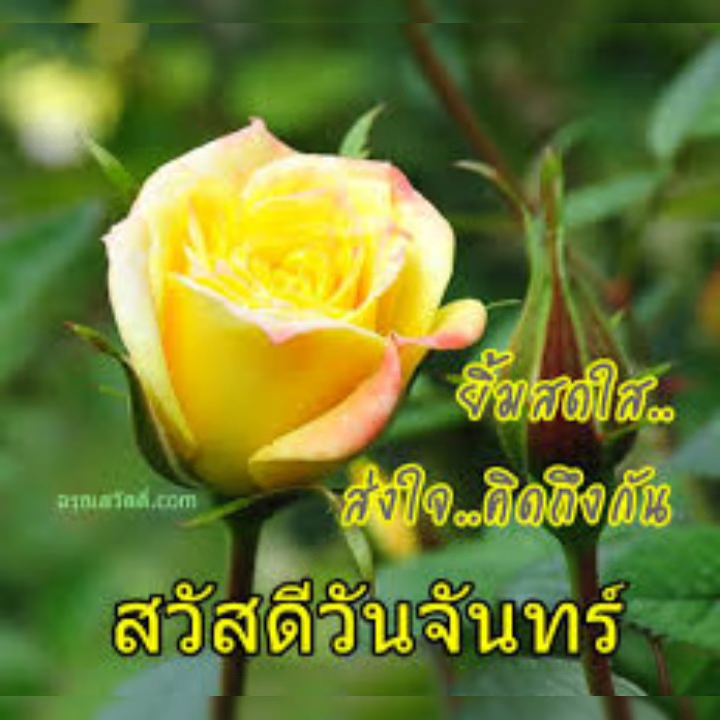 ยิ้มสดใส..
ส่งใจ..คิดถึงกัน
อรุณสวัสดิ์.com
สวัสดีวันจันทร์